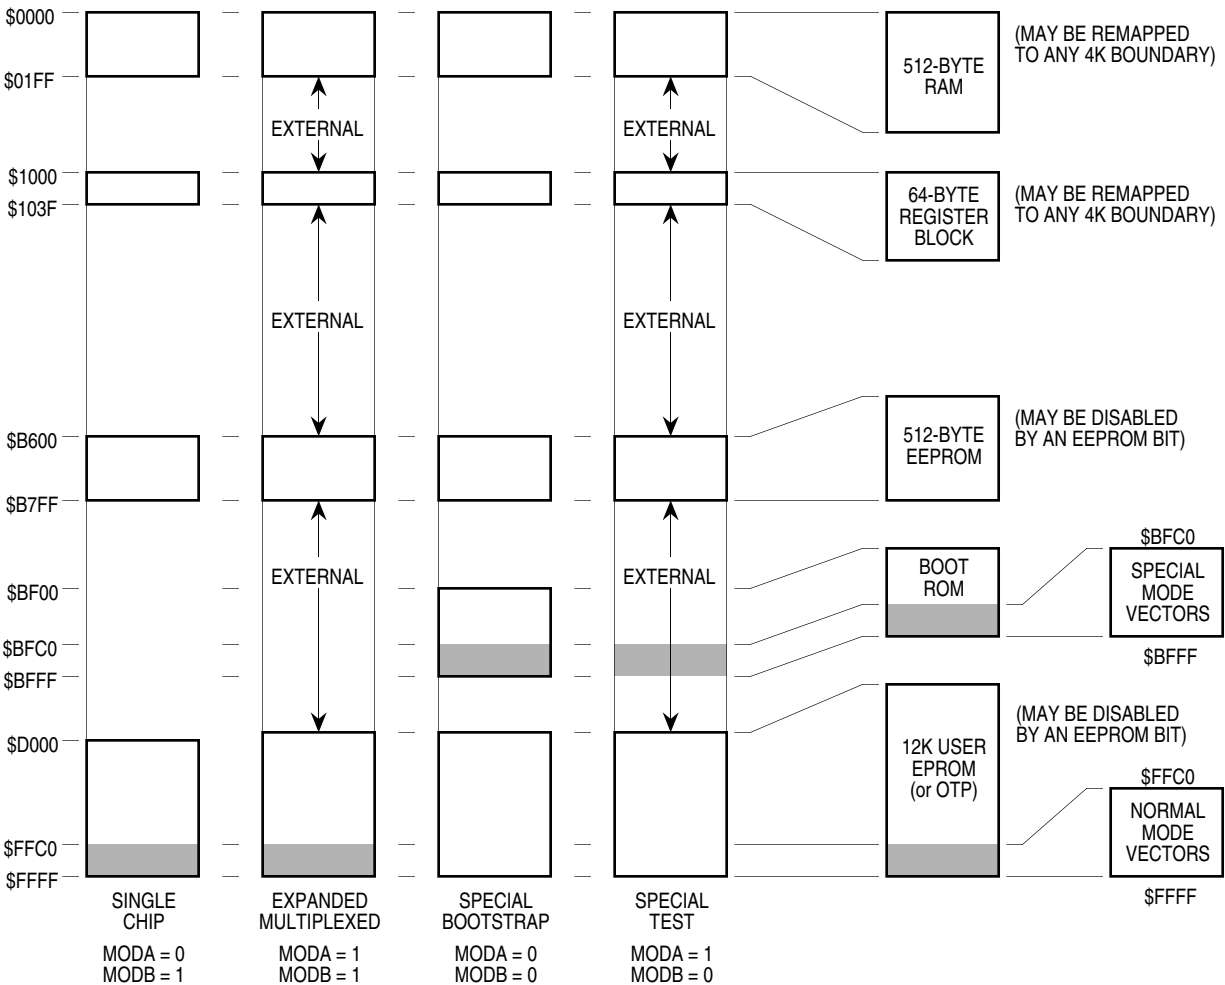 $0000
$01FF
$1000
$103F
$B600
$B7FF
$BF00
$BFC0
$BFFF
$D000
$FFC0
$FFFF
EXTERNAL
EXTERNAL
EXTERNAL
EXTERNAL
EXTERNAL
EXTERNAL
512-BYTE
RAM
(MAY BE REMAPPED
TO ANY 4K BOUNDARY)
64-BYTE
REGISTER
BLOCK
(MAY BE REMAPPED
TO ANY 4K BOUNDARY)
512-BYTE
EEPROM
(MAY BE DISABLED
BY AN EEPROM BIT)
BOOT
ROM
$BFC0
SPECIAL
MODE
VECTORS
$BFFF
12K USER
EPROM
(or OTP)
(MAY BE DISABLED
BY AN EEPROM BIT)
$FFC0
NORMAL
MODE
VECTORS
$FFFF
SINGLE
CHIP
MODA = 0
MODB = 1
EXPANDED
MULTIPLEXED
MODA = 1
MODB = 1
SPECIAL
BOOTSTRAP
MODA = 0
MODB = 0
SPECIAL
TEST
MODA = 1
MODB = 0